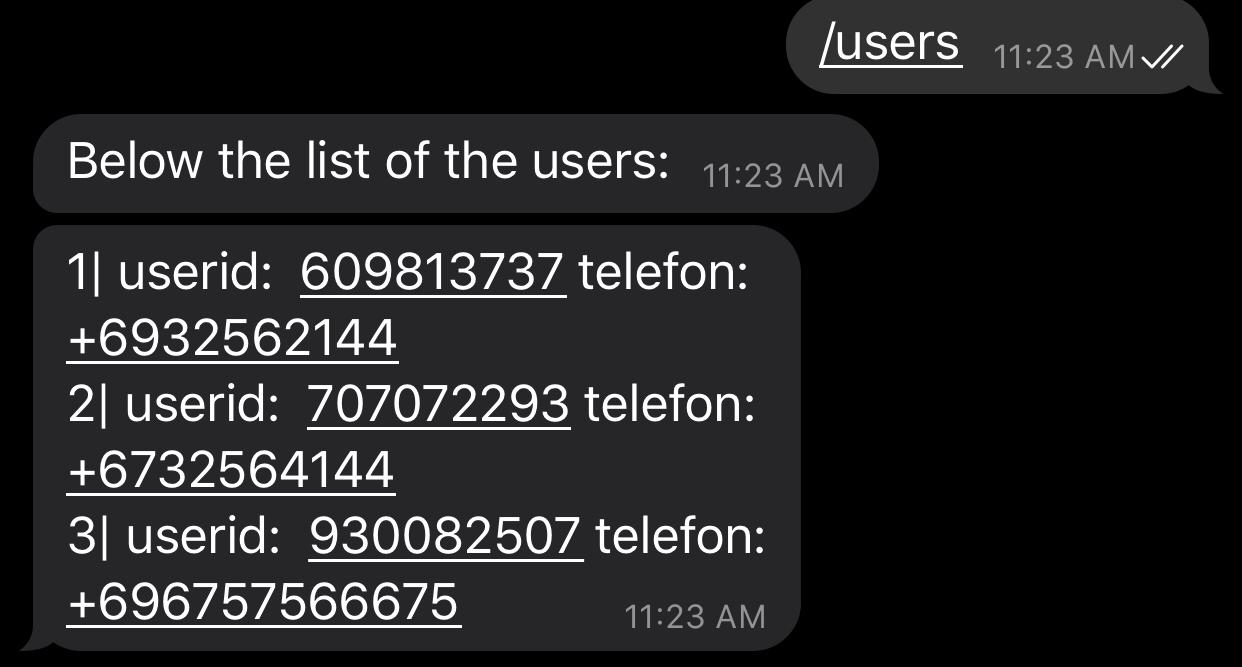 /users 11:23 AM
Below the list of the users: 11:23 AM
1| userid: 609813737 telefon:
+6932562144
2| userid: 707072293 telefon:
+6732564144
3| userid: 930082507 telefon:
+696757566675 11:23 AM